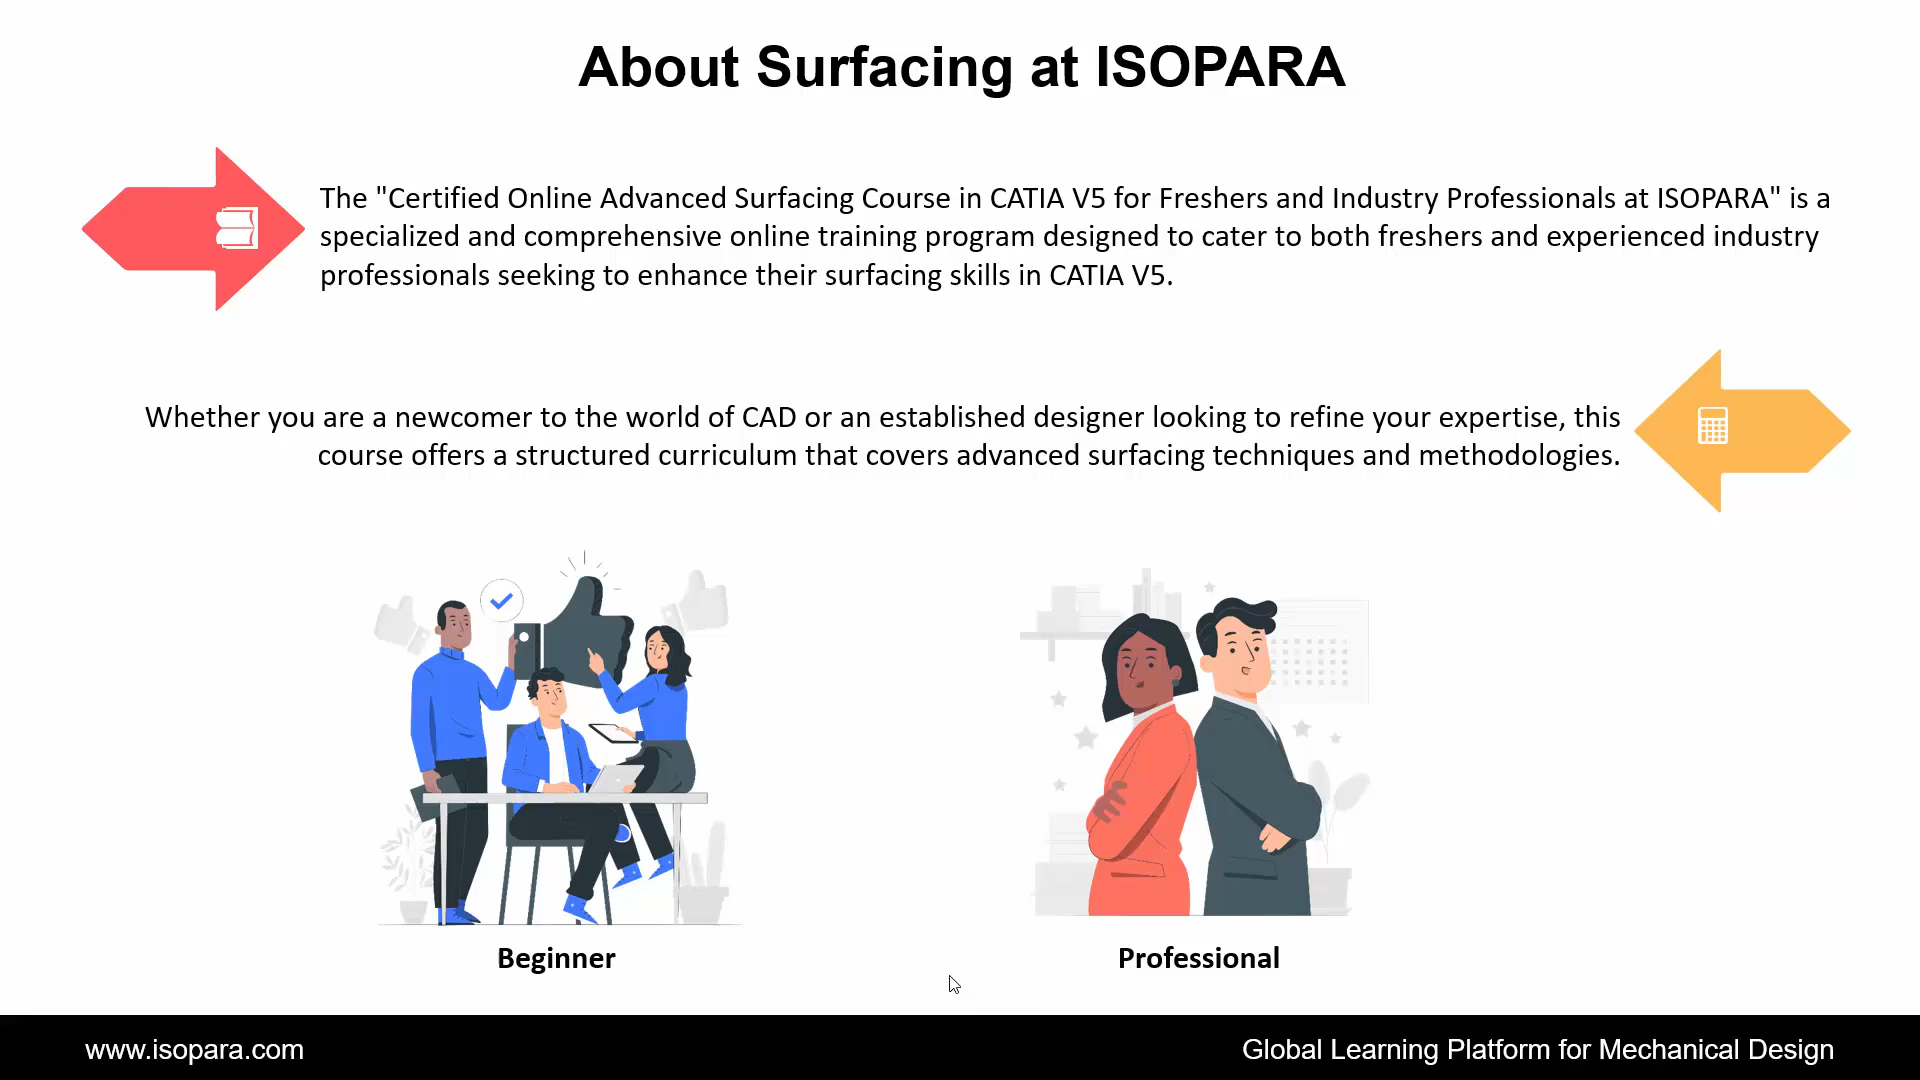 About Surfacing at ISOPARA
The "Certified Online Advanced Surfacing Course in CATIA V5 for Freshers and Industry Professionals at ISOPARA" is a
specialized and comprehensive online training program designed to cater to both freshers and experienced industry
professionals seeking to enhance their surfacing skills in CATIA V5.
Whether you are a newcomer to the world of CAD or an established designer looking to refine your expertise, this
course offers a structured curriculum that covers advanced surfacing techniques and methodologies.
Beginner
Professional
www.isopara.com
Global Learning Platform for Mechanical Design